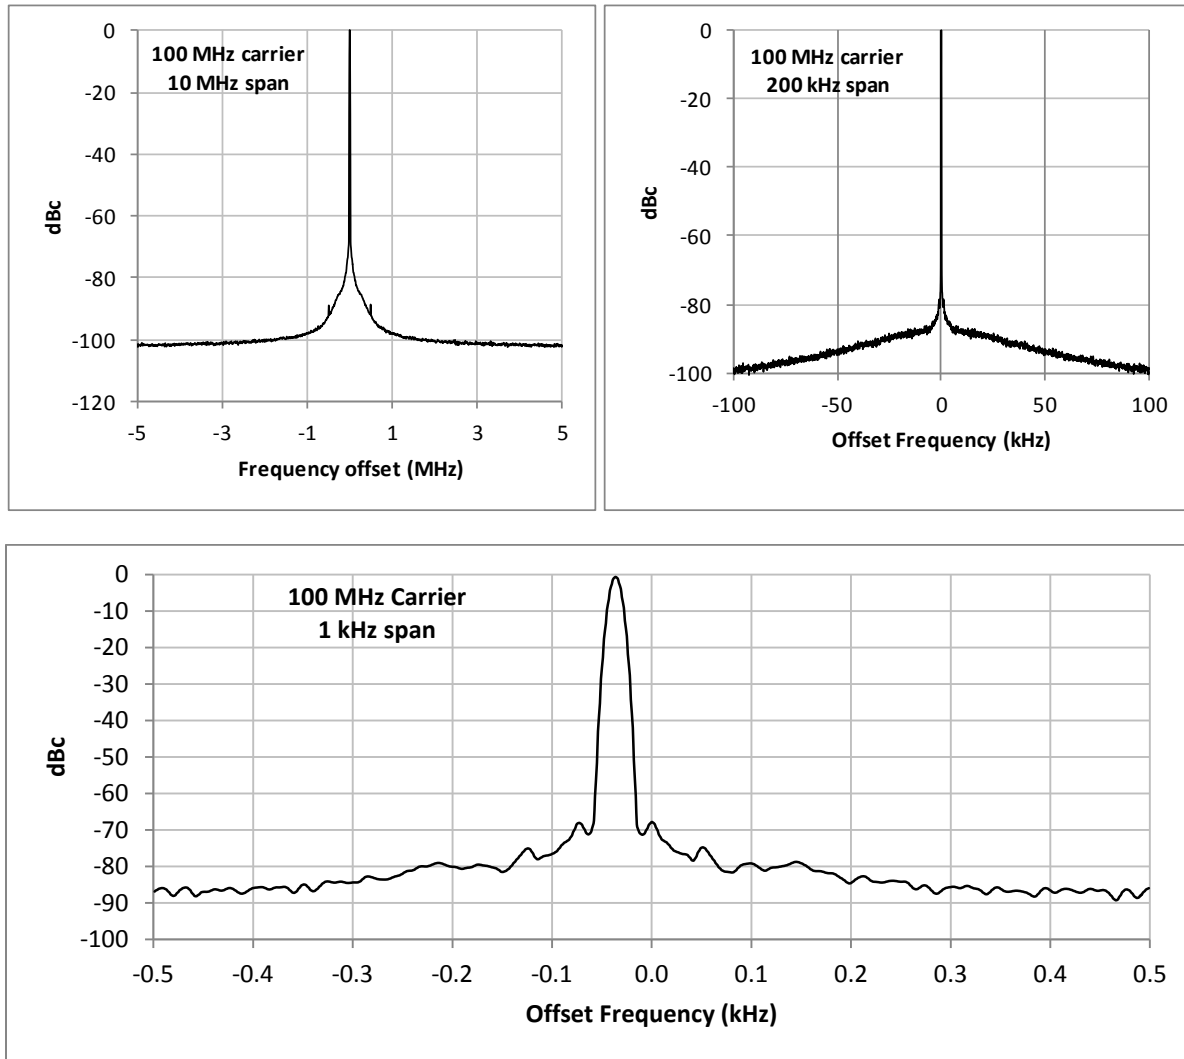 100 MHz carrier
10 MHz span
0
-20
-40
-60
-80
-100
-120
dBc
-5 -3 -1 1 3 5
Frequency offset (MHz)
100 MHz carrier
200 kHz span
0
-20
-40
-60
-80
-100
dBc
-100 -50 0 50 100
Offset Frequency (kHz)
100 MHz Carrier
1 kHz span
0
-10
-20
-30
-40
-50
-60
-70
-80
-90
-100
dBc
-0.5 -0.4 -0.3 -0.2 -0.1 0.0 0.1 0.2 0.3 0.4 0.5
Offset Frequency (kHz)